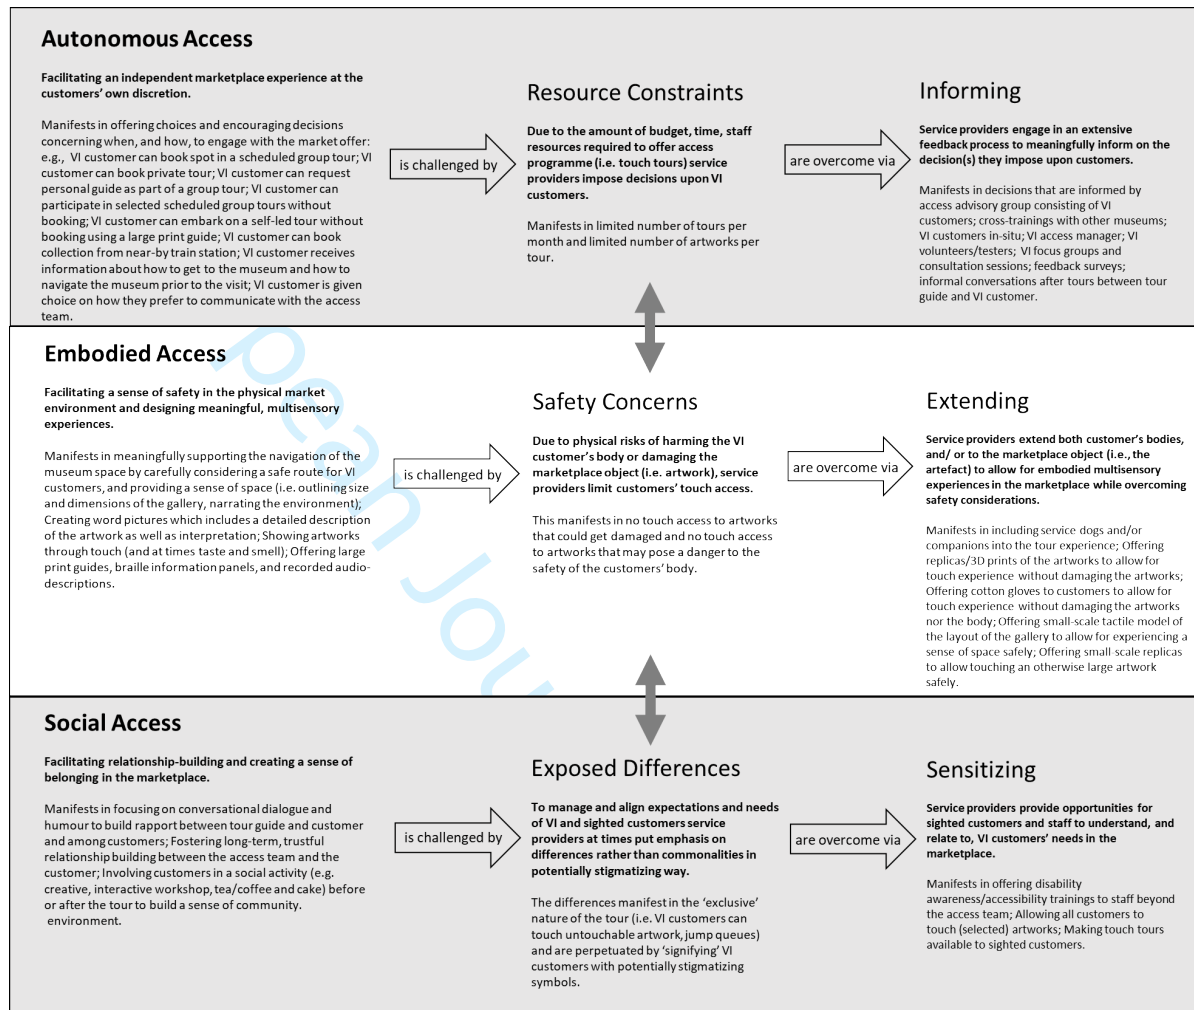 Autonomous Access
Facilitating an independent marketplace experience at the
customers' own discretion.
Manifests in offering choices and encouraging decisions
concerning when, and how, to engage with the market offer:
e.g., VI customer can book spot in a scheduled group tour; VI
customer can book private tour; VI customer can request
personal guide as part of a group tour; VI customer can
participate in selected scheduled group tours without
booking; VI customer can embark on a self-led tour without
booking using a large print guide; VI customer can book
collection from near-by train station; VI customer receives
information about how to get to the museum and how to
navigate the museum prior to the visit; VI customer is given
choice on how they prefer to communicate with the access
team.
is challenged by
Resource Constraints
Due to the amount of budget, time, staff
resources required to offer access
programme (i.e. touch tours) service
providers impose decisions upon VI
customers.
Manifests in limited number of tours per
month and limited number of artworks per
tour.
are overcome via
Informing
Service providers engage in an extensive
feedback process to meaningfully inform on the
decision(s) they impose upon customers.
Manifests in decisions that are informed by
access advisory group consisting of VI
customers; cross-trainings with other museums;
VI customers in-situ; VI access manager; VI
volunteers/testers; VI focus groups and
consultation sessions; feedback surveys;
informal conversations after tours between tour
guide and VI customer.
Embodied Access
Facilitating a sense of safety in the physical market
environment and designing meaningful, multisensory
experiences.
Manifests in meaningfully supporting the navigation of the
museum space by carefully considering a safe route for VI
customers, and providing a sense of space (i.e. outlining size
and dimensions of the gallery, narrating the environment);
Creating word pictures which includes a detailed description
of the artwork as well as interpretation; Showing artworks
through touch (and at times taste and smell); Offering large
print guides, braille information panels, and recorded audio-
descriptions.
is challenged by
Safety Concerns
Due to physical risks of harming the VI
customer's body or damaging the
marketplace object (i.e. artwork), service
providers limit customers' touch access.
This manifests in no touch access to artworks
that could get damaged and no touch access
to artworks that may pose a danger to the
safety of the customers' body.
are overcome via
Extending
Service providers extend both customer's bodies,
and/ or to the marketplace object (i.e., the
artefact) to allow for embodied multisensory
experiences in the marketplace while overcoming
safety considerations.
Manifests in including service dogs and/or
companions into the tour experience; Offering
replicas/3D prints of the artworks to allow for
touch experience without damaging the artworks;
Offering cotton gloves to customers to allow for
touch experience without damaging the artworks
nor the body; Offering small-scale tactile model
of the layout of the gallery to allow for experiencing a
sense of space safely; Offering small-scale replicas
to allow touching an otherwise large artwork
safely.
pean Jou
Social Access
Facilitating relationship-building and creating a sense of
belonging in the marketplace.
Manifests in focusing on conversational dialogue and
humour to build rapport between tour guide and customer
and among customers; Fostering long-term, trustful
relationship building between the access team and the
customer; Involving customers in a social activity (e.g.
creative, interactive workshop, tea/coffee and cake) before
or after the tour to build a sense of community.
environment.
is challenged by
Exposed Differences
To manage and align expectations and needs
of VI and sighted customers service
providers at times put emphasis on
differences rather than commonalities in
potentially stigmatizing way.
The differences manifest in the 'exclusive'
nature of the tour (i.e. VI customers can
touch untouchable artwork, jump queues)
and are perpetuated by 'signifying' VI
customers with potentially stigmatizing
symbols.
are overcome via
Sensitizing
Service providers provide opportunities for
sighted customers and staff to understand, and
relate to, VI customers' needs in the
marketplace.
Manifests in offering disability
awareness/accessibility trainings to staff beyond
the access team; Allowing all customers to
touch (selected) artworks; Making touch tours
available to sighted customers.